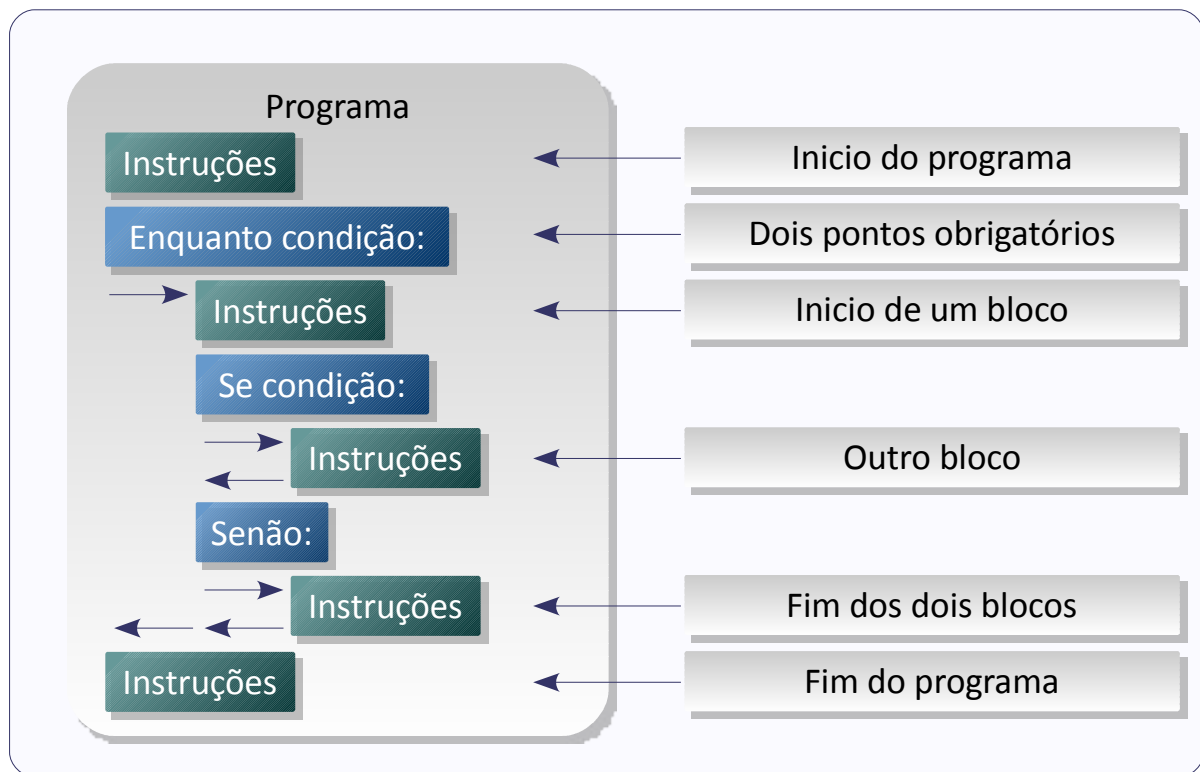 Programa
Instruções
Inicio do programa
Enquanto condição:
Dois pontos obrigatórios
Instruções
Inicio de um bloco
Se condição:
Instruções
Outro bloco
Senão:
Instruções
Fim dos dois blocos
Instruções
Fim do programa